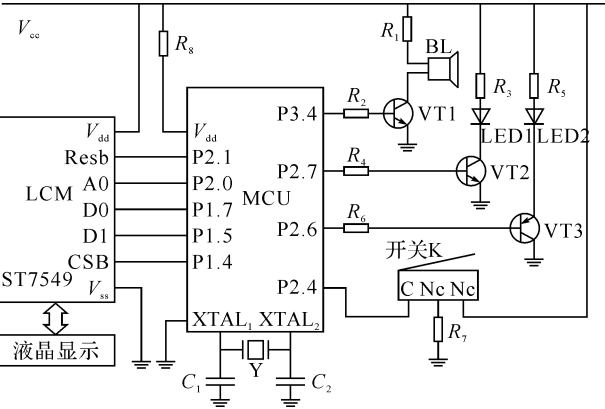 Vcc
R8
R1
BL
R2
VT1
R3
R5
LED1
LED2
P3.4
Vdd
Vdd
Resb
P2.1
A0
P2.0
LCM
MCU
D0
P1.7
D1
P1.5
CSB
P1.4
ST7549
Vss
P2.7
R4
VT2
P2.6
R6
VT3
开关K
P2.4
C Nc Nc
XTAL1 XTAL2
R7
液晶显示
Y
C1
C2